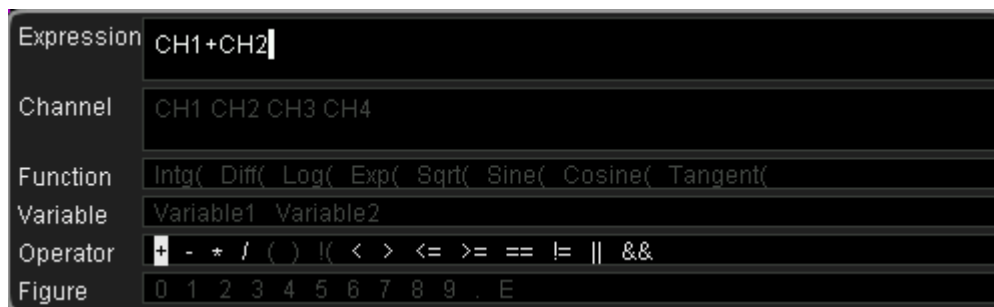 Expression CH1+CH2
Channel CH1 CH2 CH3 CH4
Function Intg( Diff( Log( Exp( Sqrt( Sine( Cosine( Tangent(
Variable Variable1 Variable2
Operator + - * / ( ) !( < > <= >= == != || &&
Figure 0 1 2 3 4 5 6 7 8 9 . E